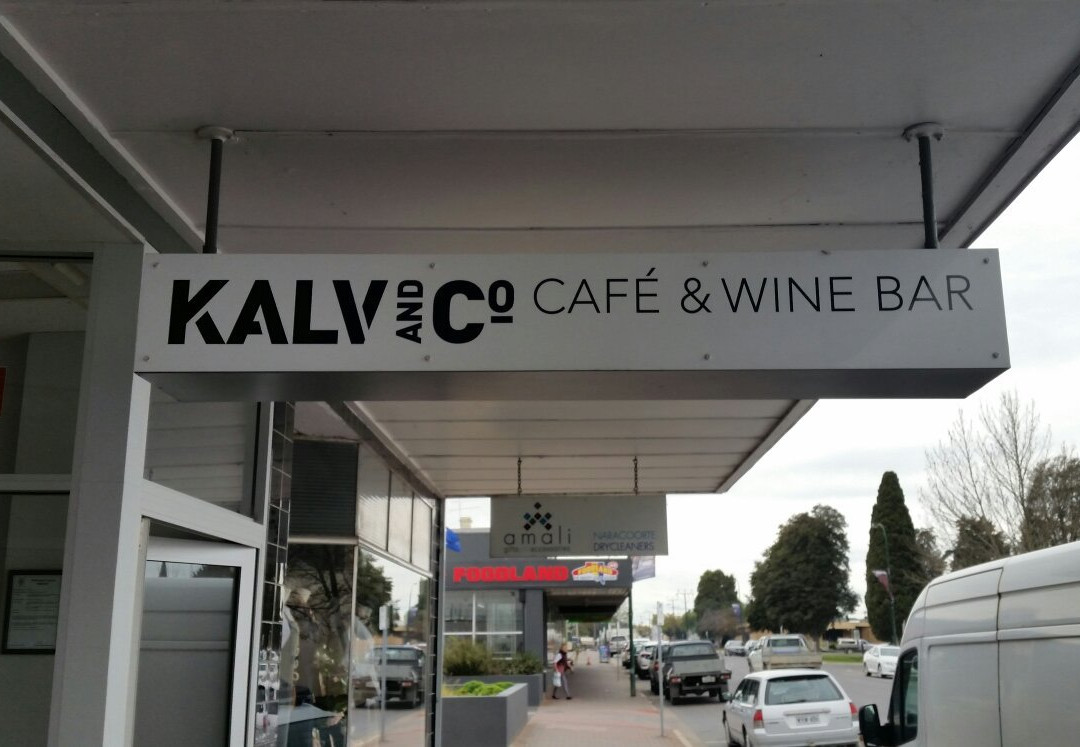 KALV AND Cº CAFÉ & WINE BAR
amali
NARACOORTE
DRYCLEANERS
FOODLAND